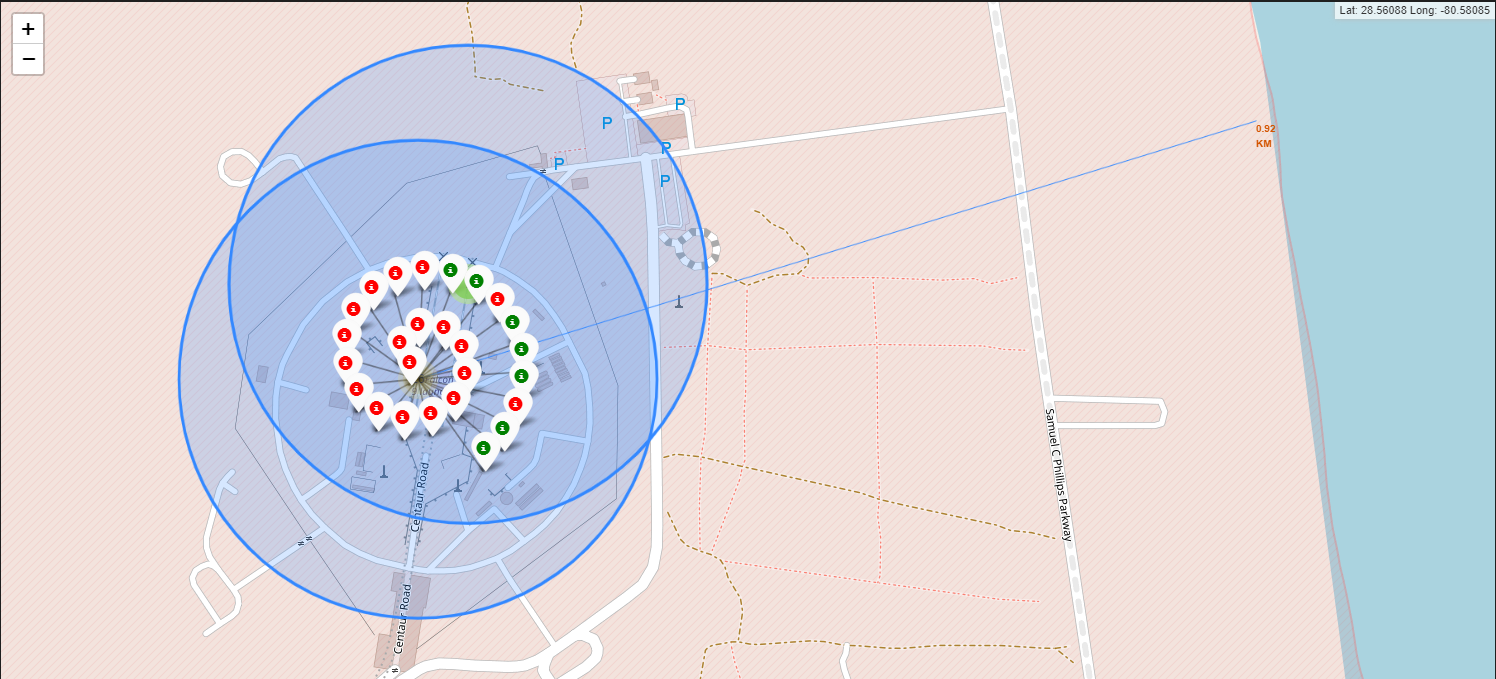 +
Lat: 28.56088 Long: -80.58085
−
P
P
0.92
KM
P
P
P
Samuel C Phillips Parkway
Centaur Road
Centaur Road